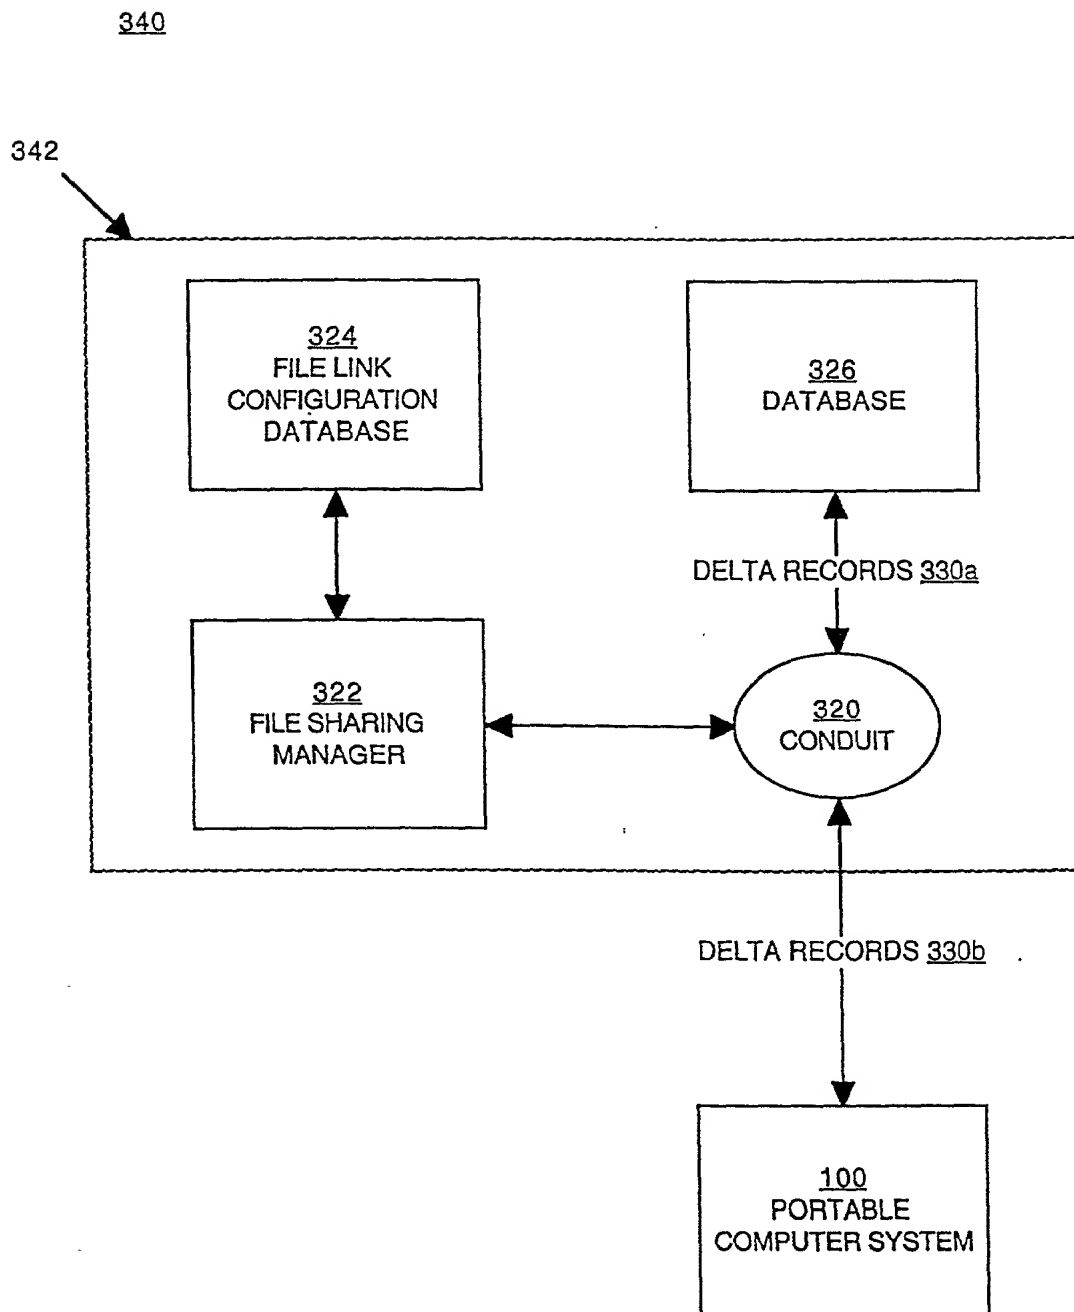 340
342
324
FILE LINK
CONFIGURATION
DATABASE
326
DATABASE
DELTA RECORDS 330a
322
FILE SHARING
MANAGER
320
CONDUIT
DELTA RECORDS 330b
100
PORTABLE
COMPUTER SYSTEM